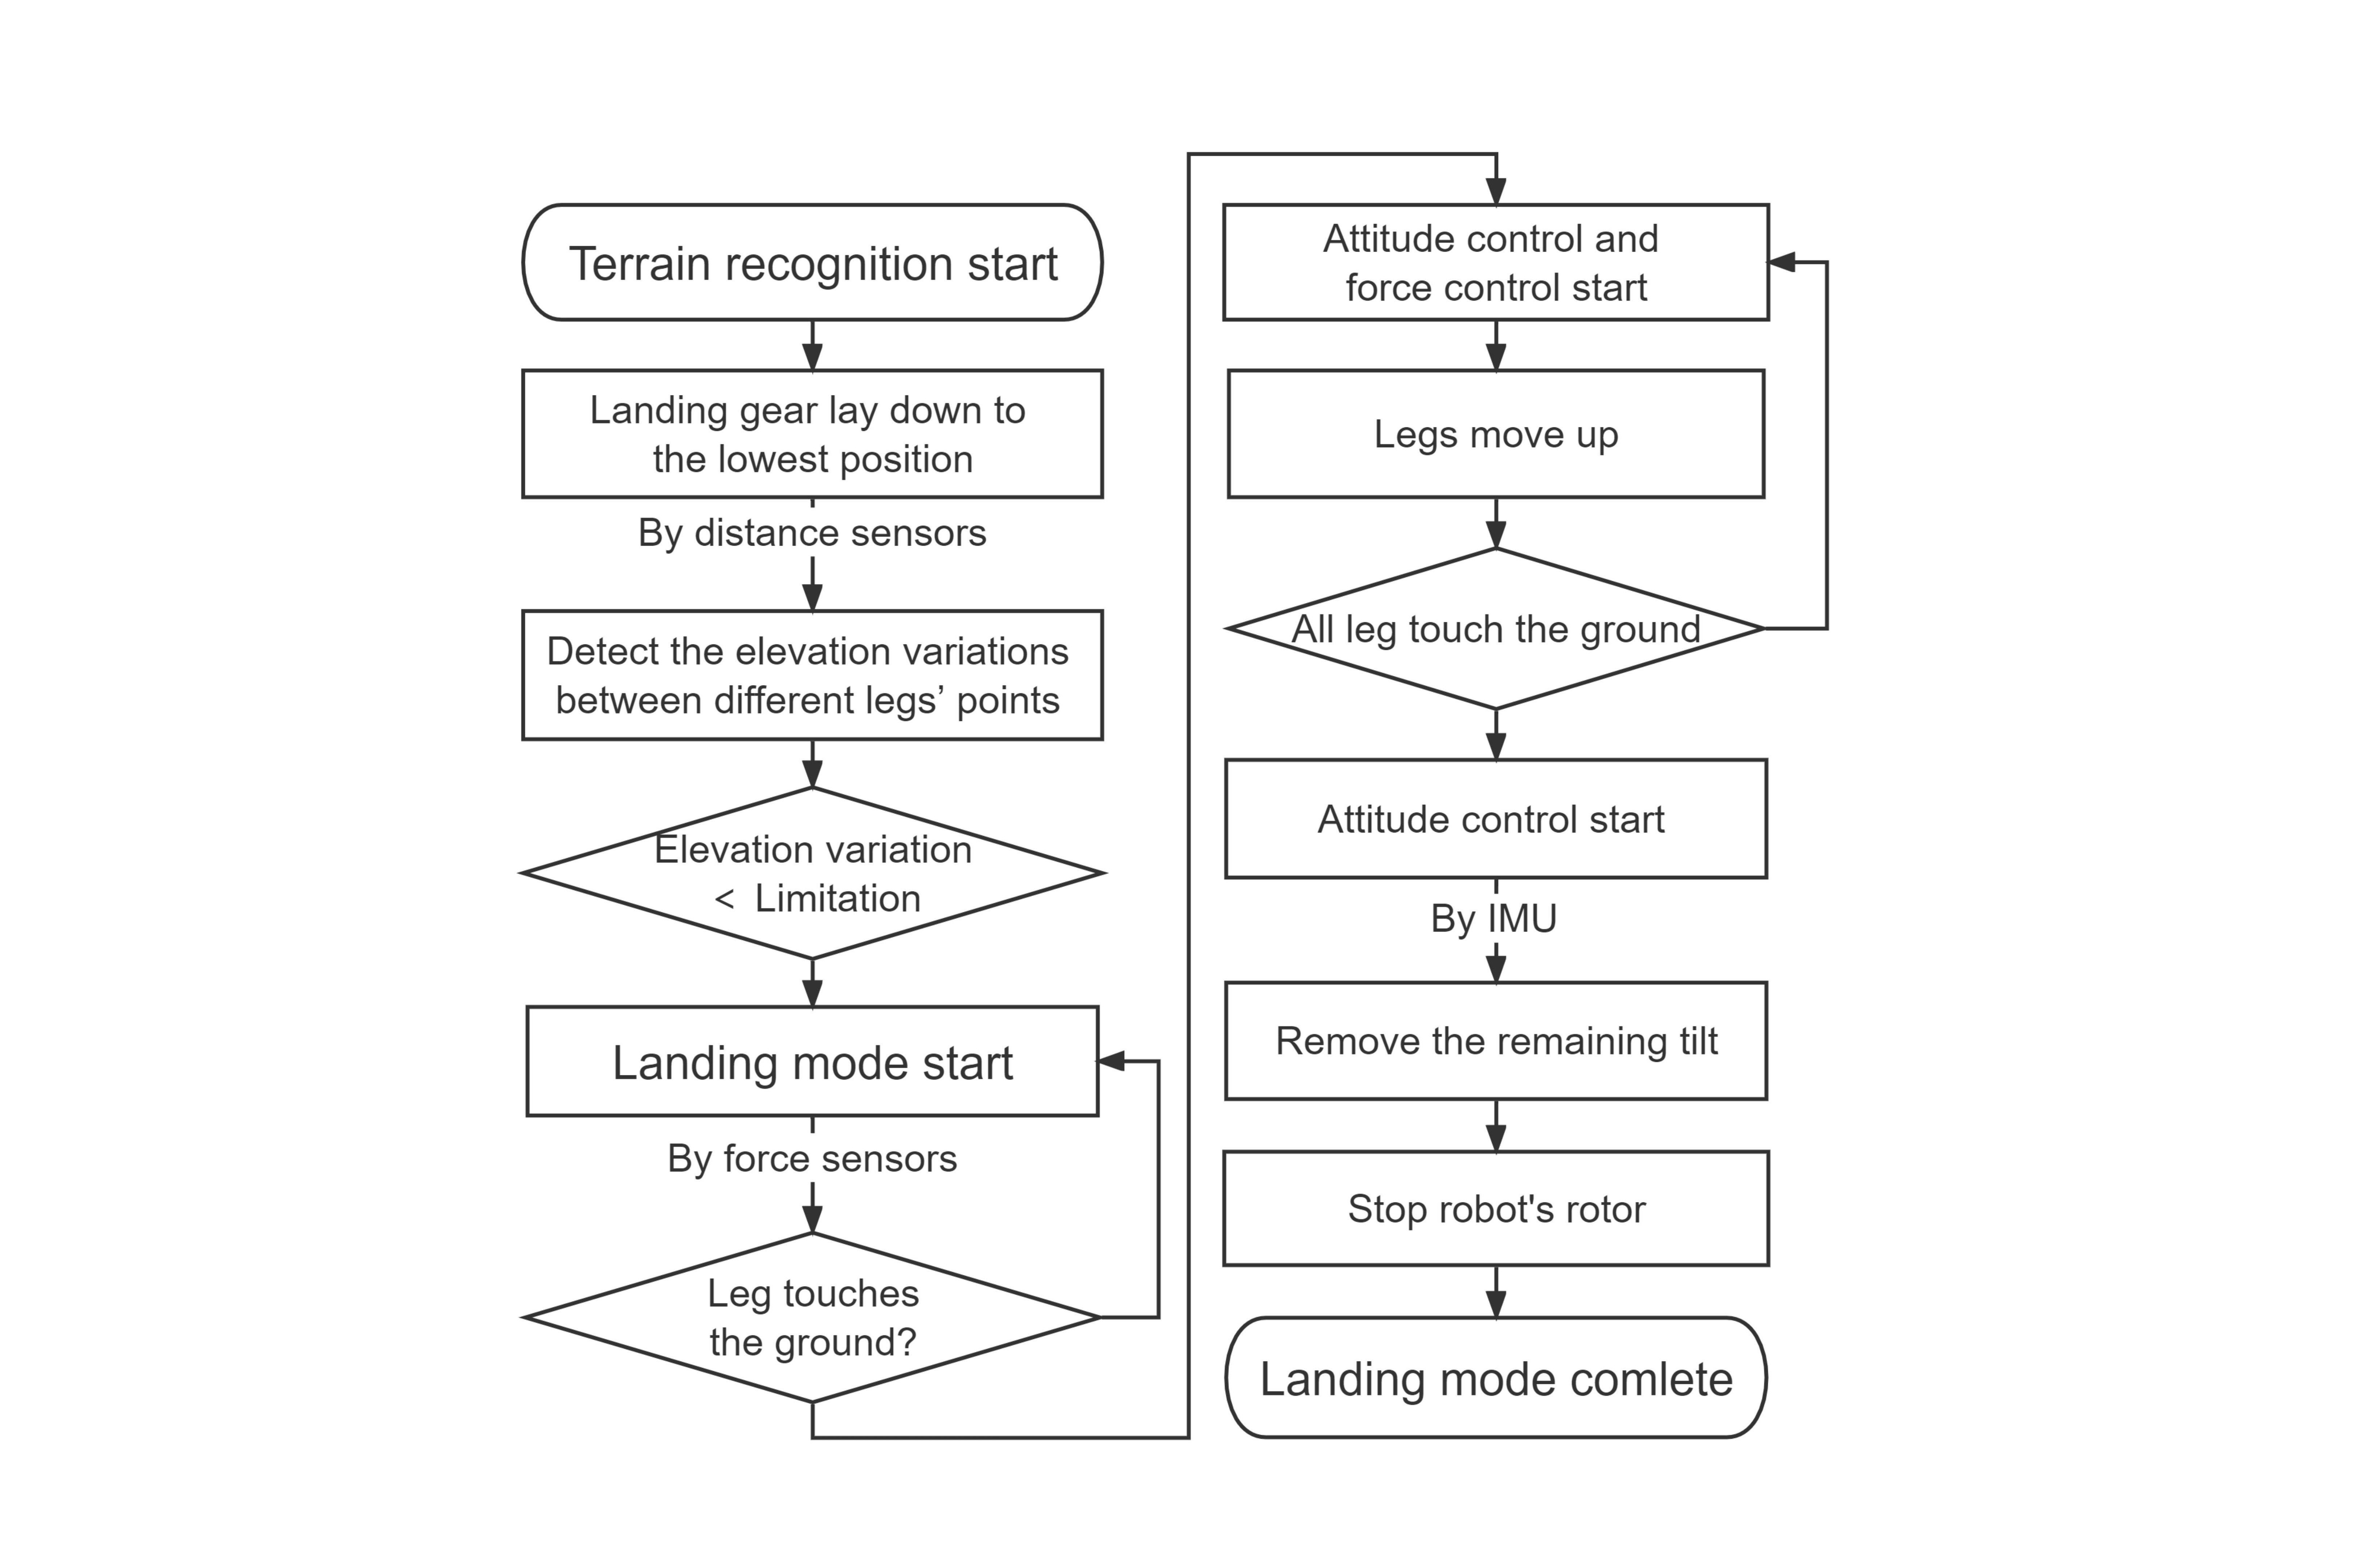 Terrain recognition start
Landing gear lay down to
the lowest position
By distance sensors
Detect the elevation variations
between different legs’ points
Elevation variation
< Limitation
Landing mode start
By force sensors
Leg touches
the ground?
Attitude control and
force control start
Legs move up
All leg touch the ground
Attitude control start
By IMU
Remove the remaining tilt
Stop robot's rotor
Landing mode comlete